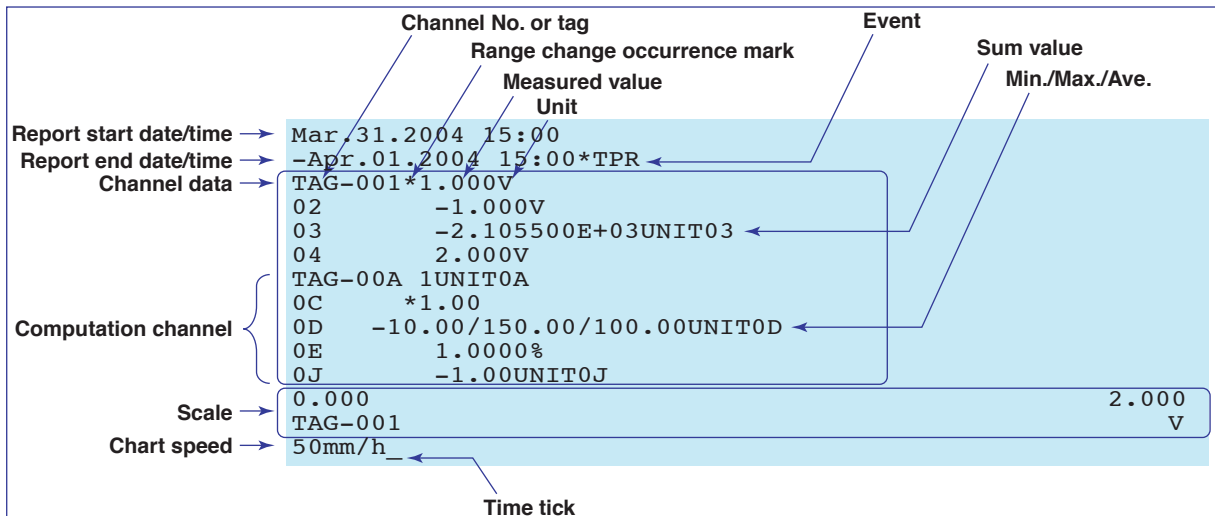 Channel No. or tag
Event
Range change occurrence mark
Sum value
Measured value
Min./Max./Ave.
Unit
Report start date/time
Mar.31.2004 15:00
Report end date/time
-Apr.01.2004 15:00*TPR
Channel data
TAG-001*1.000V
02 -1.000V
03 -2.105500E+03UNIT03
04 2.000V
TAG-00A 1UNIT0A
0C *1.00
Computation channel
0D -10.00/150.00/100.00UNIT0D
0E 1.0000%
0J -1.00UNIT0J
Scale
0.000 2.000
TAG-001 V
Chart speed
50mm/h_
Time tick